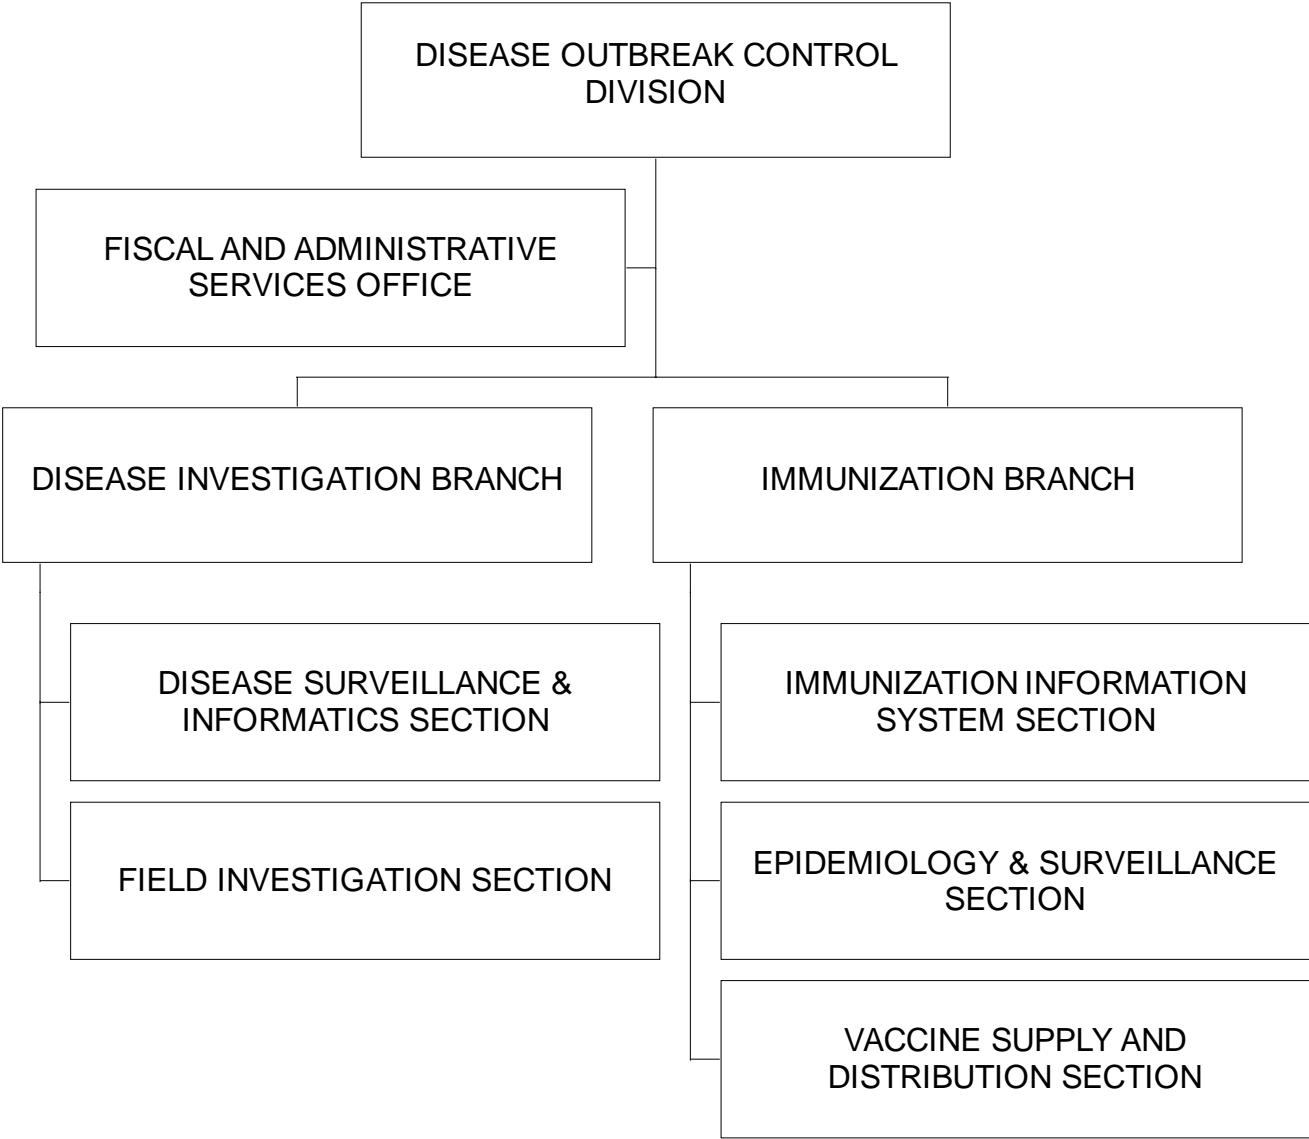 DISEASE OUTBREAK CONTROL
DIVISION
FISCAL AND ADMINISTRATIVE
SERVICES OFFICE
DISEASE INVESTIGATION BRANCH
IMMUNIZATION BRANCH
DISEASE SURVEILLANCE &
INFORMATICS SECTION
FIELD INVESTIGATION SECTION
IMMUNIZATION INFORMATION
SYSTEM SECTION
EPIDEMIOLOGY & SURVEILLANCE
SECTION
VACCINE SUPPLY AND
DISTRIBUTION SECTION